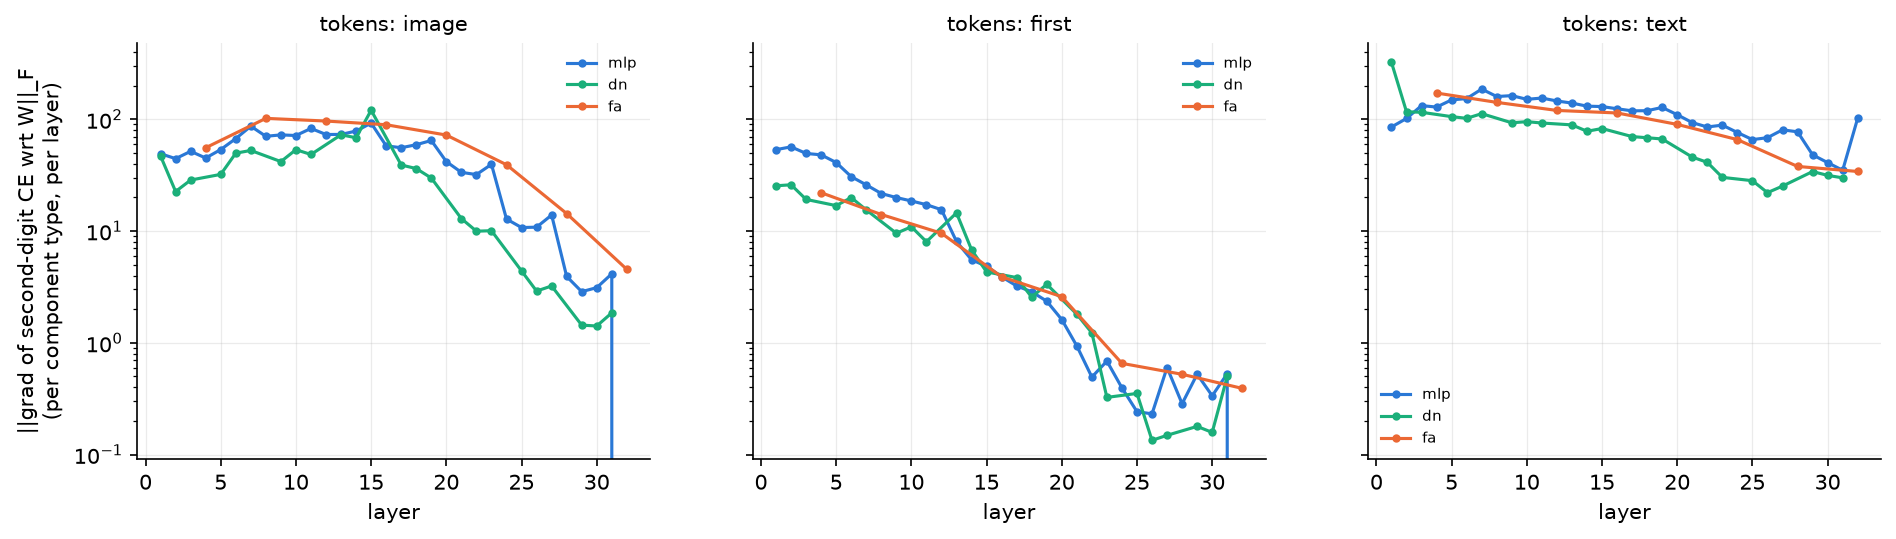 tokens: image
tokens: first
tokens: text
||grad of second-digit CE wrt W||_F
(per component type, per layer)
10²
10¹
10⁰
10⁻¹
mlp
dn
fa
mlp
dn
fa
mlp
dn
fa
0 5 10 15 20 25 30
0 5 10 15 20 25 30
0 5 10 15 20 25 30
layer
layer
layer